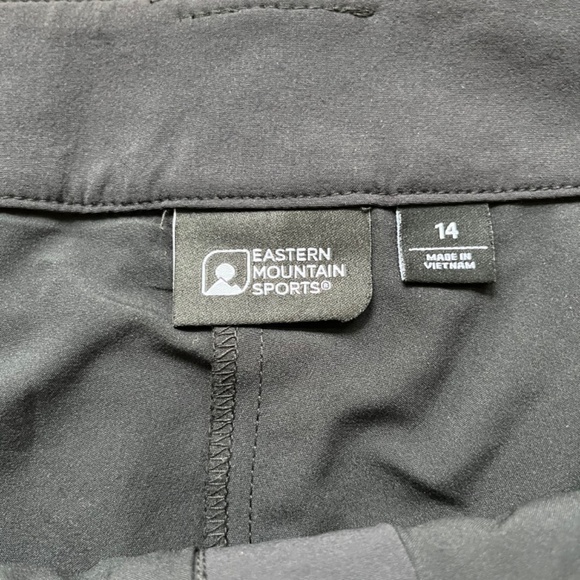 EASTERN
MOUNTAIN
SPORTS®
14
MADE IN
VIETNAM